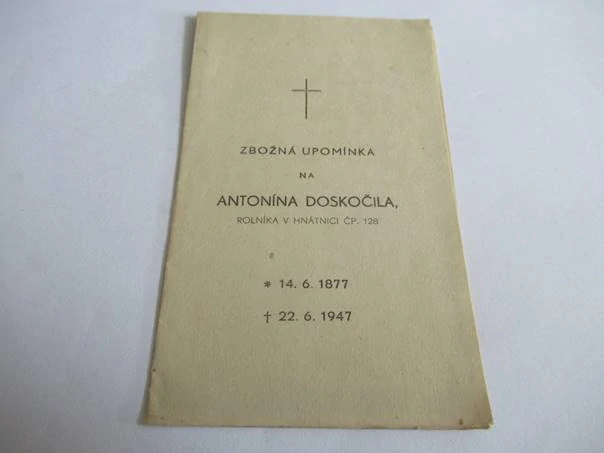 ZBOŽNÁ UPOMÍNKA
NA
ANTONÍNA DOSKOČILA,
ROLNÍKA V HNÁTNICI ČP. 128
* 14. 6. 1877
† 22. 6. 1947